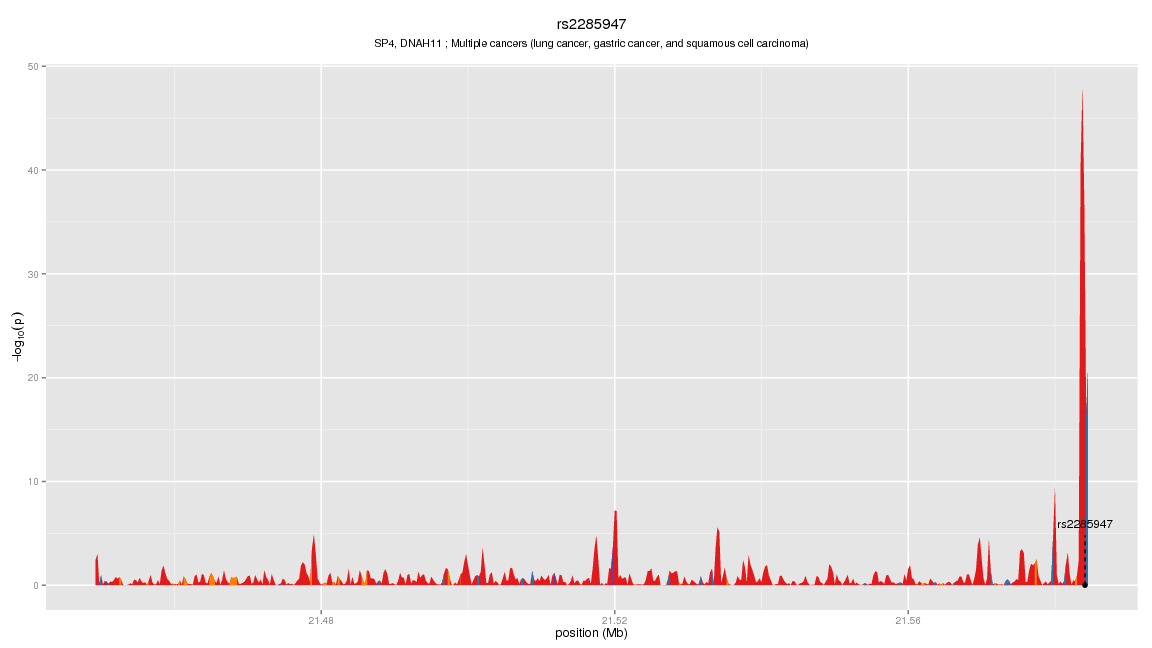 rs2285947
SP4, DNAH11 ; Multiple cancers (lung cancer, gastric cancer, and squamous cell carcinoma)
50
40
30
20
10
0
−log10(p)
rs2285947
21.48
21.52
21.56
position (Mb)